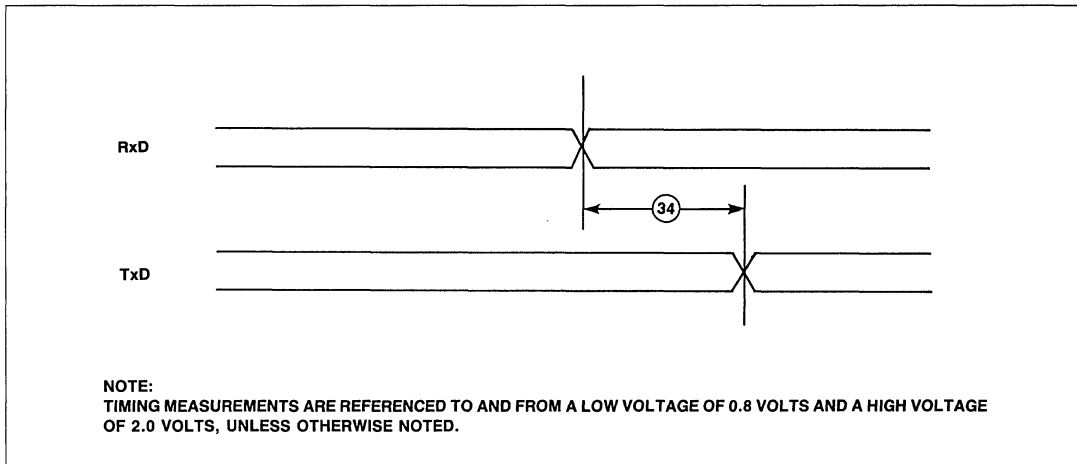 RxD
34
TxD
NOTE:
TIMING MEASUREMENTS ARE REFERENCED TO AND FROM A LOW VOLTAGE OF 0.8 VOLTS AND A HIGH VOLTAGE
OF 2.0 VOLTS, UNLESS OTHERWISE NOTED.